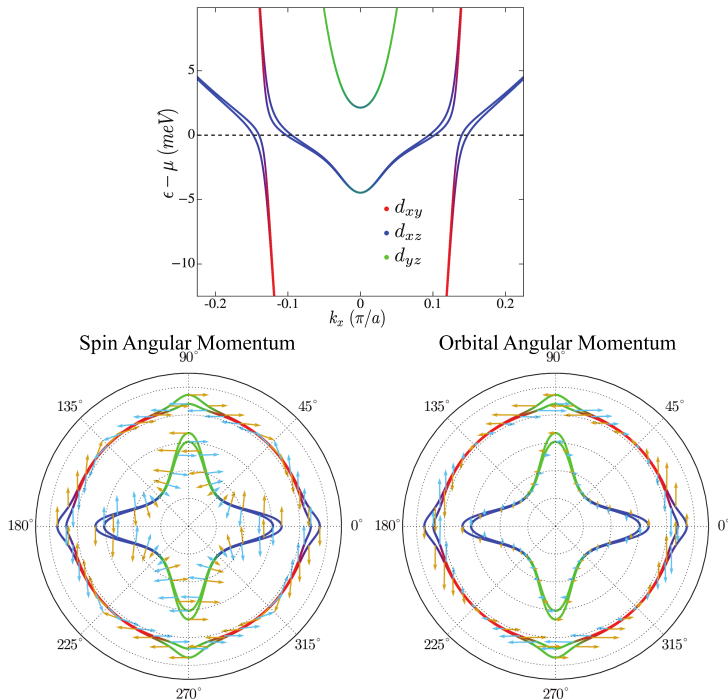 5
0
−5
−10
ϵ − μ (meV)
d_xy
d_xz
d_yz
-0.2 -0.1 0 0.1 0.2
k_x (π/a)
Spin Angular Momentum
90°
135° 45°
180° 0°
225° 315°
270°
Orbital Angular Momentum
90°
135° 45°
180° 0°
225° 315°
270°